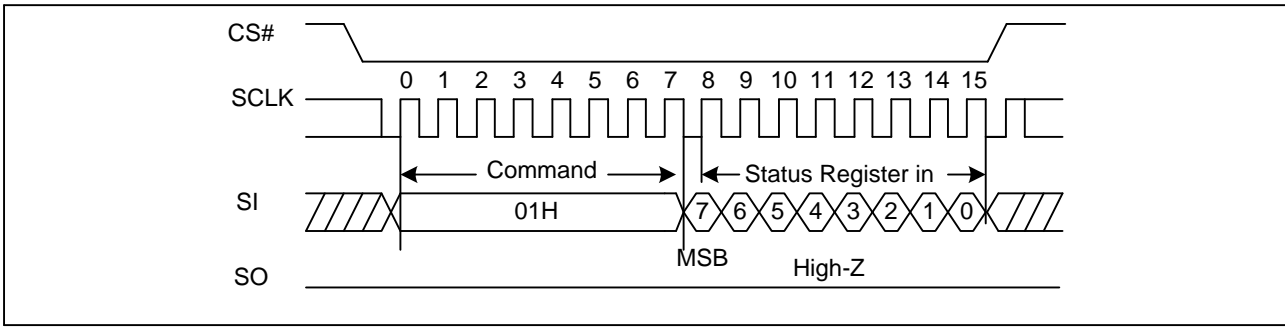 CS#
0 1 2 3 4 5 6 7 8 9 10 11 12 13 14 15
SCLK
Command Status Register in
SI 01H 7 6 5 4 3 2 1 0
MSB High-Z
SO